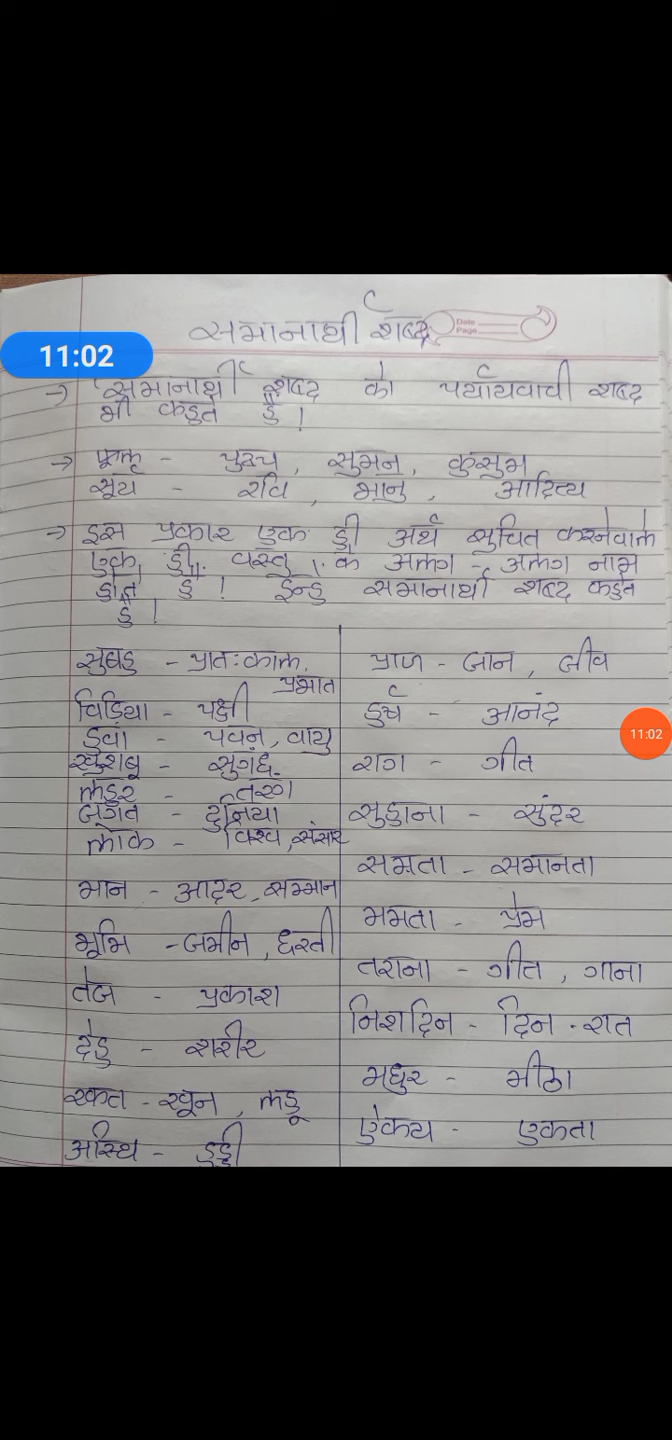 समानार्थी शब्द
Date
Page
11:02
→ समानार्थी शब्द को पर्यायवाची शब्द
भी कहते हैं !
→ फूल - पुष्प , सुमन , कुसुम
सूर्य - रवि , भानु , आदित्य
→ इस प्रकार एक ही अर्थ सुचित करनेवाले
एक ही वस्तु के अलग - अलग नाम
होते हैं ! इन्हें समानार्थी शब्द कहते
हैं !
सुबह - प्रातःकाल,
प्रभात
चिडिया - पक्षी
हवा - पवन, वायु
खुशबू - सुगंध
लहर - तरंग
जगत - दुनिया
लोक - विश्व, संसार
मान - आदर, सम्मान
भूमि - जमीन , धरती
तेज - प्रकाश
देह - शरीर
रक्त - खून , लहू
अस्थि - हड्डी
प्राण - जान , जीव
हर्ष - आनंद
11:02
राग - गीत
सुहाना - सुंदर
समता - समानता
ममता - प्रेम
तराना - गीत , गाना
निशदिन - दिन - रात
मधुर - मीठा
ऐक्य - एकता